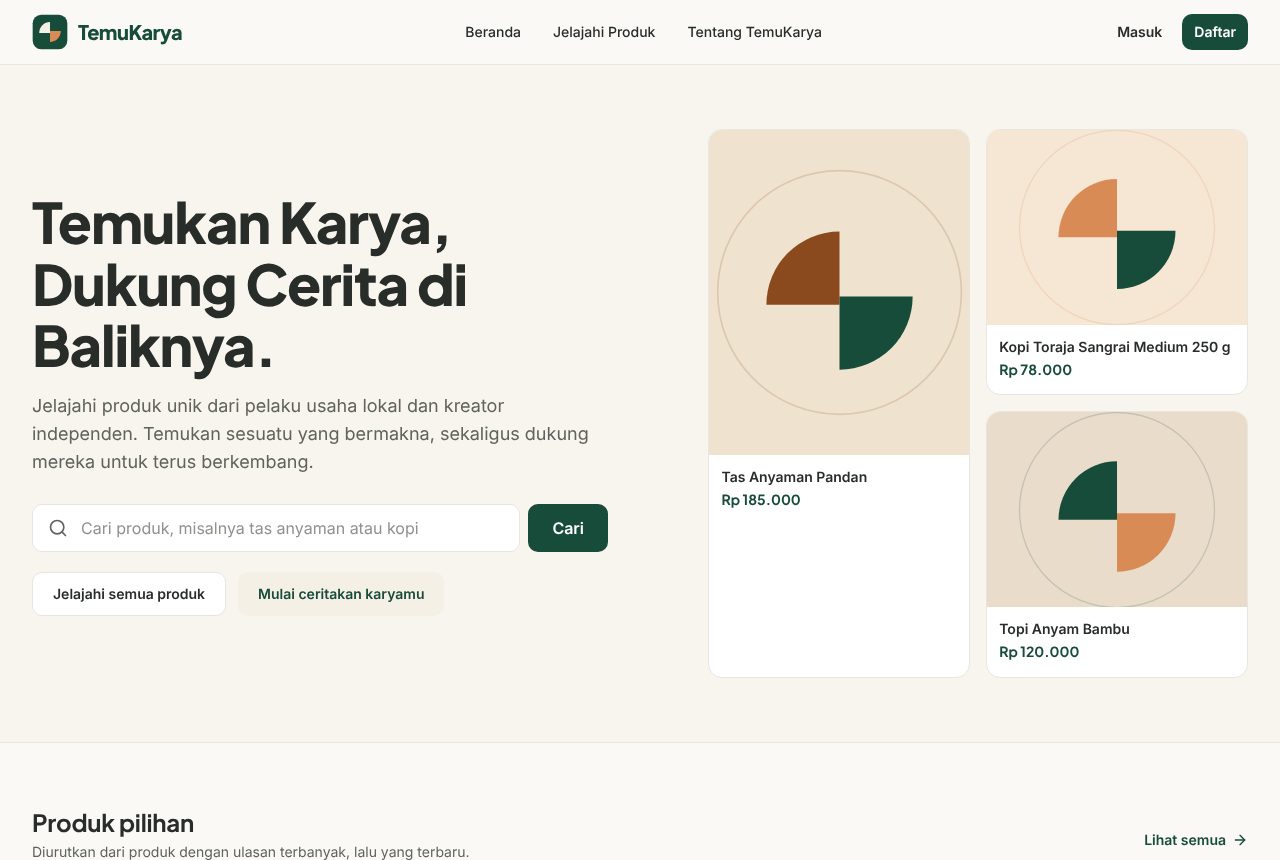 TemuKarya
Beranda
Jelajahi Produk
Tentang TemuKarya
Masuk
Daftar
Temukan Karya,
Dukung Cerita di
Baliknya.
Jelajahi produk unik dari pelaku usaha lokal dan kreator
independen. Temukan sesuatu yang bermakna, sekaligus dukung
mereka untuk terus berkembang.
Cari produk, misalnya tas anyaman atau kopi
Cari
Jelajahi semua produk
Mulai ceritakan karyamu
Tas Anyaman Pandan
Rp 185.000
Kopi Toraja Sangrai Medium 250 g
Rp 78.000
Topi Anyam Bambu
Rp 120.000
Produk pilihan
Diurutkan dari produk dengan ulasan terbanyak, lalu yang terbaru.
Lihat semua